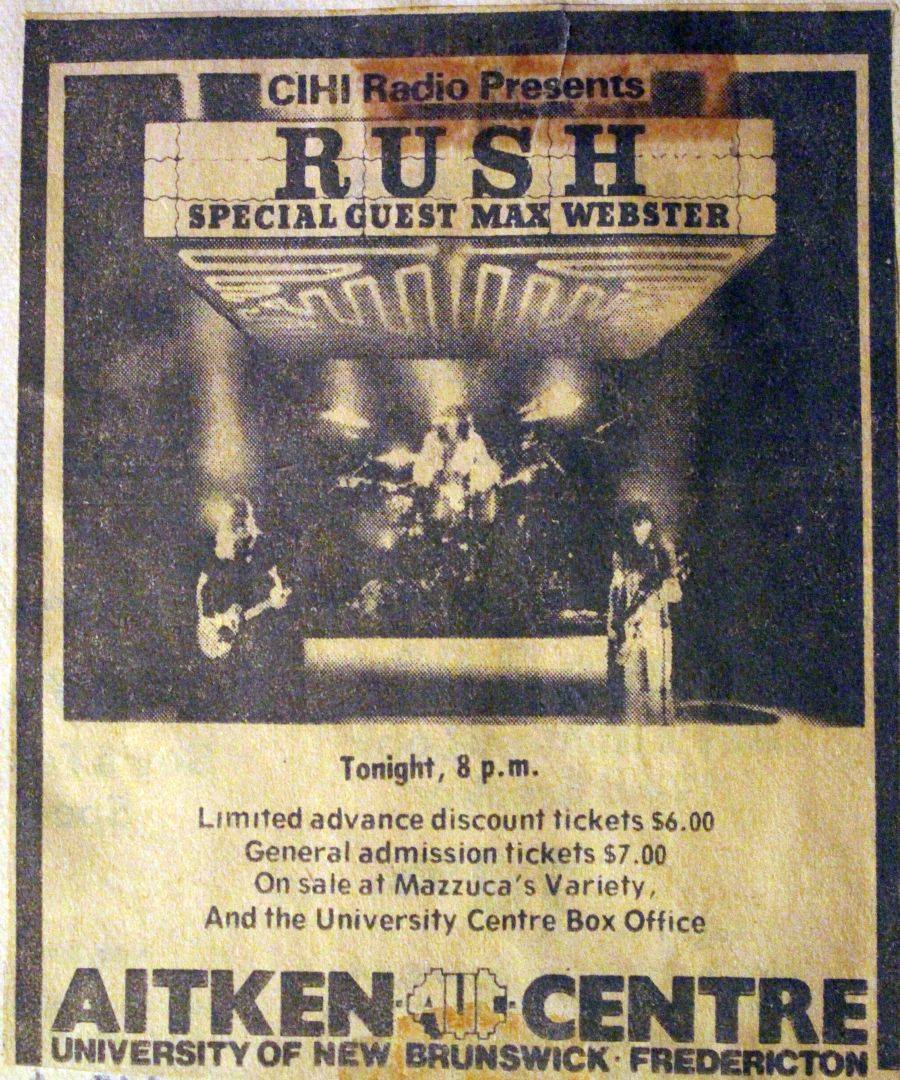 CIHI Radio Presents
RUSH
SPECIAL GUEST MAX WEBSTER
Tonight, 8 p.m.
Limited advance discount tickets $6.00
General admission tickets $7.00
On sale at Mazzuca's Variety,
And the University Centre Box Office
AITKEN AUC CENTRE
UNIVERSITY OF NEW BRUNSWICK · FREDERICTON